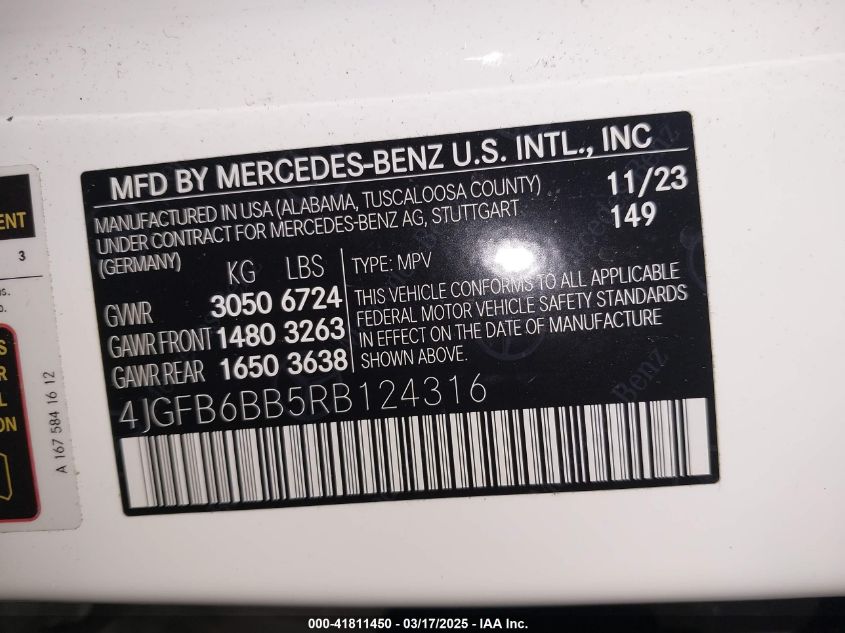 MFD BY MERCEDES-BENZ U.S. INTL., INC
MANUFACTURED IN USA (ALABAMA, TUSCALOOSA COUNTY)
UNDER CONTRACT FOR MERCEDES-BENZ AG, STUTTGART
(GERMANY)
11/23
149
KG LBS
GVWR 3050 6724
GAWR FRONT 1480 3263
GAWR REAR 1650 3638
TYPE: MPV
THIS VEHICLE CONFORMS TO ALL APPLICABLE
FEDERAL MOTOR VEHICLE SAFETY STANDARDS
IN EFFECT ON THE DATE OF MANUFACTURE
SHOWN ABOVE.
4JGFB6BB5RB124316
3
A 167 584 16 12
Benz
000-41811450 - 03/17/2025 - IAA Inc.